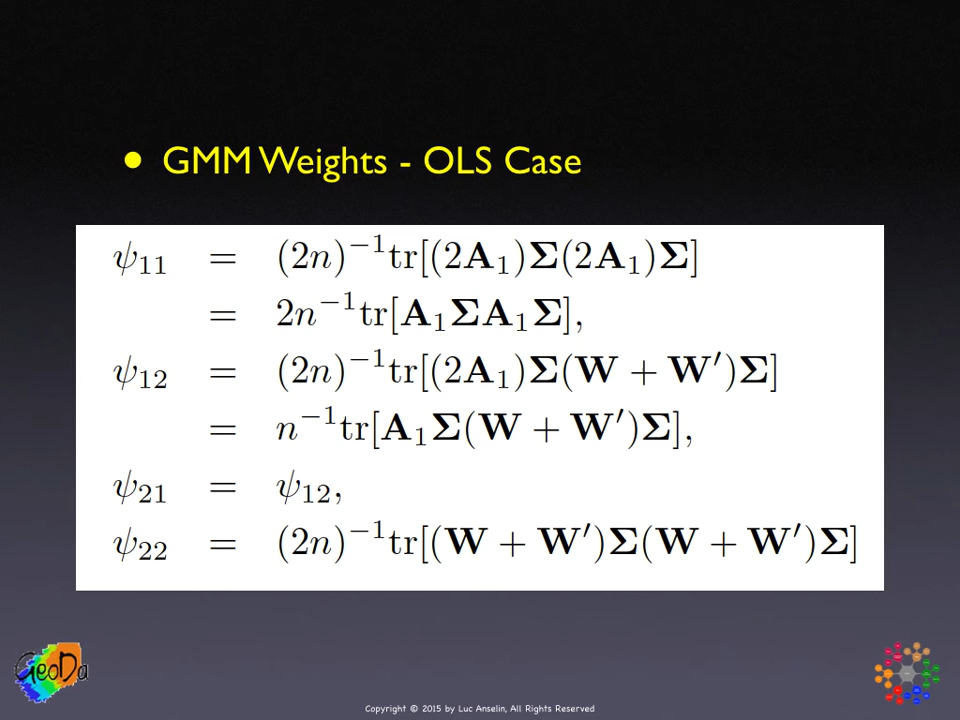 • GMM Weights - OLS Case
ψ₁₁ = (2n)⁻¹tr[(2A₁)Σ(2A₁)Σ]
= 2n⁻¹tr[A₁ΣA₁Σ],
ψ₁₂ = (2n)⁻¹tr[(2A₁)Σ(W + W′)Σ]
= n⁻¹tr[A₁Σ(W + W′)Σ],
ψ₂₁ = ψ₁₂,
ψ₂₂ = (2n)⁻¹tr[(W + W′)Σ(W + W′)Σ]
GeoDa
Copyright © 2015 by Luc Anselin, All Rights Reserved